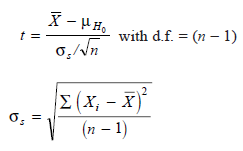 t = (X̄ − μ_H₀) / (σ_s/√n) with d.f. = (n − 1)
σ_s = √(Σ(X_i − X̄)² / (n − 1))